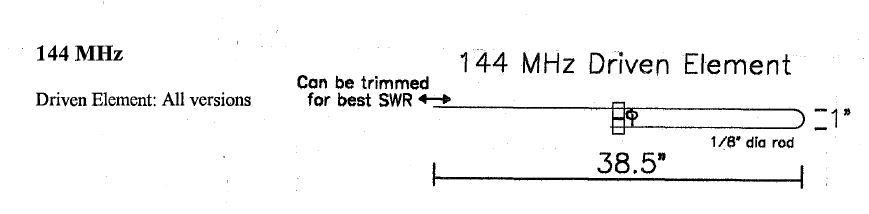 144 MHz
Driven Element: All versions
144 MHz Driven Element
Can be trimmed
for best SWR
1"
1/8" dia rod
38.5"